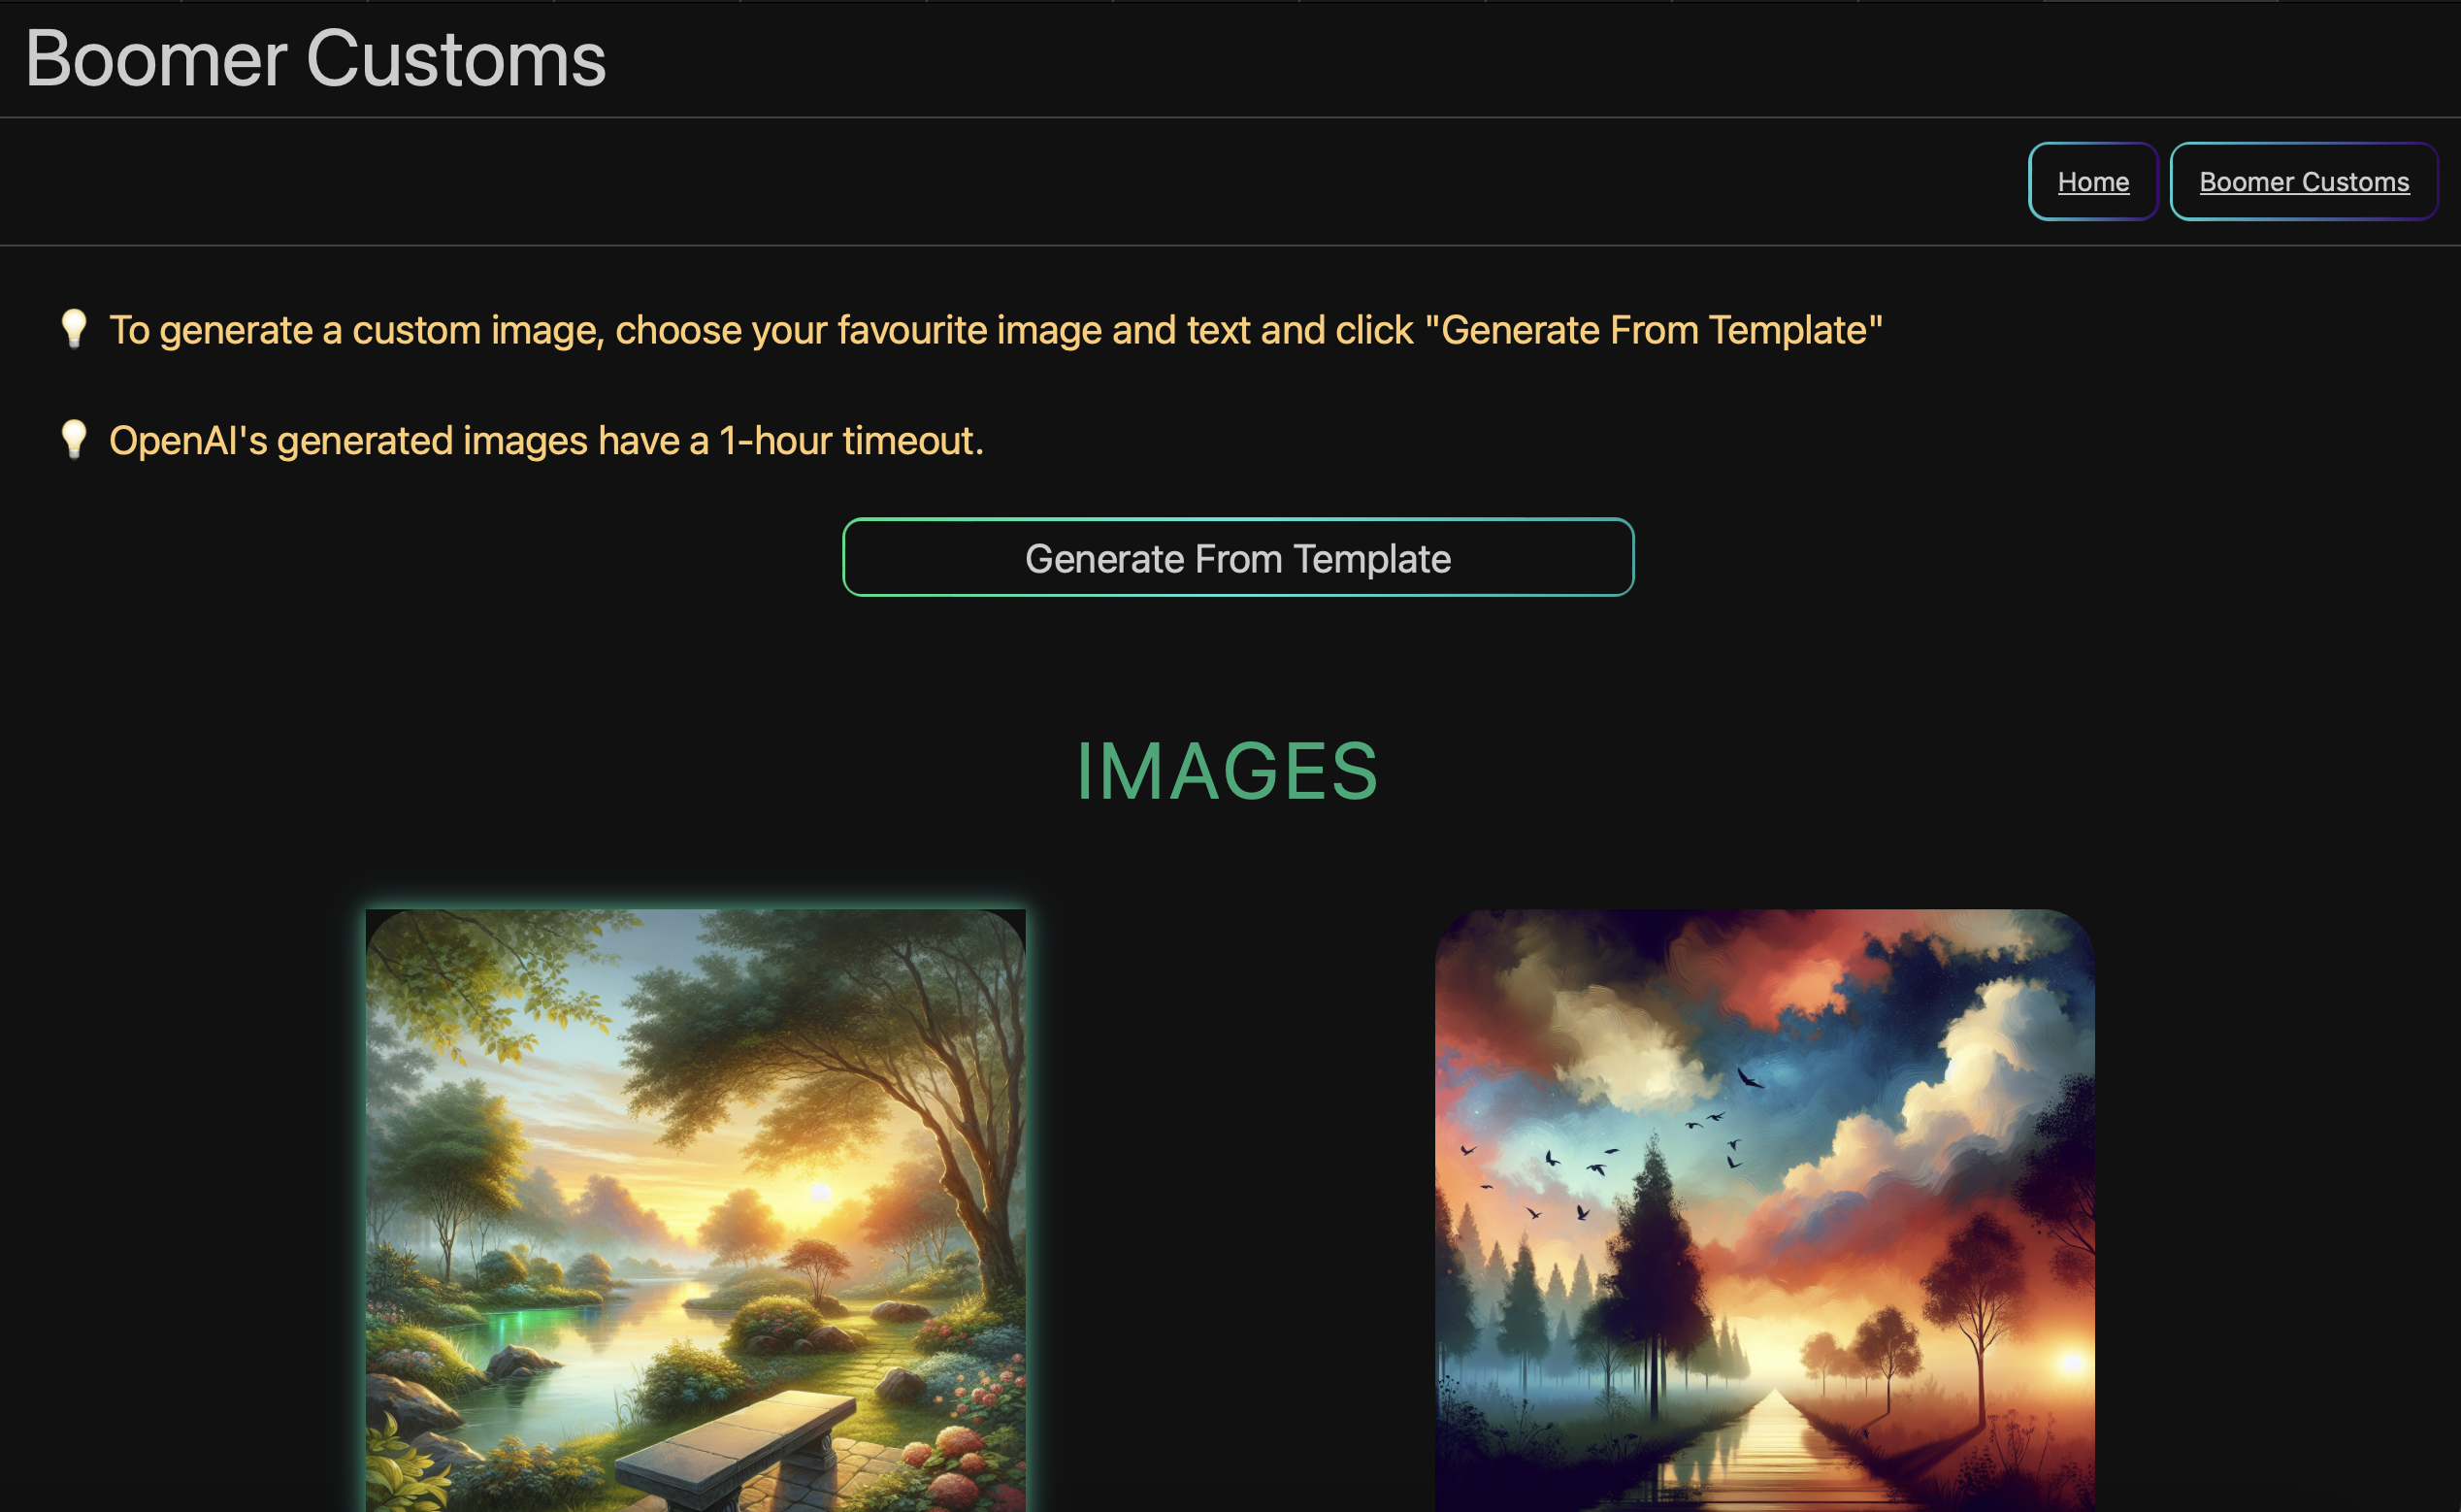 Boomer Customs
Home
Boomer Customs
💡 To generate a custom image, choose your favourite image and text and click "Generate From Template"
💡 OpenAI's generated images have a 1-hour timeout.
Generate From Template
IMAGES